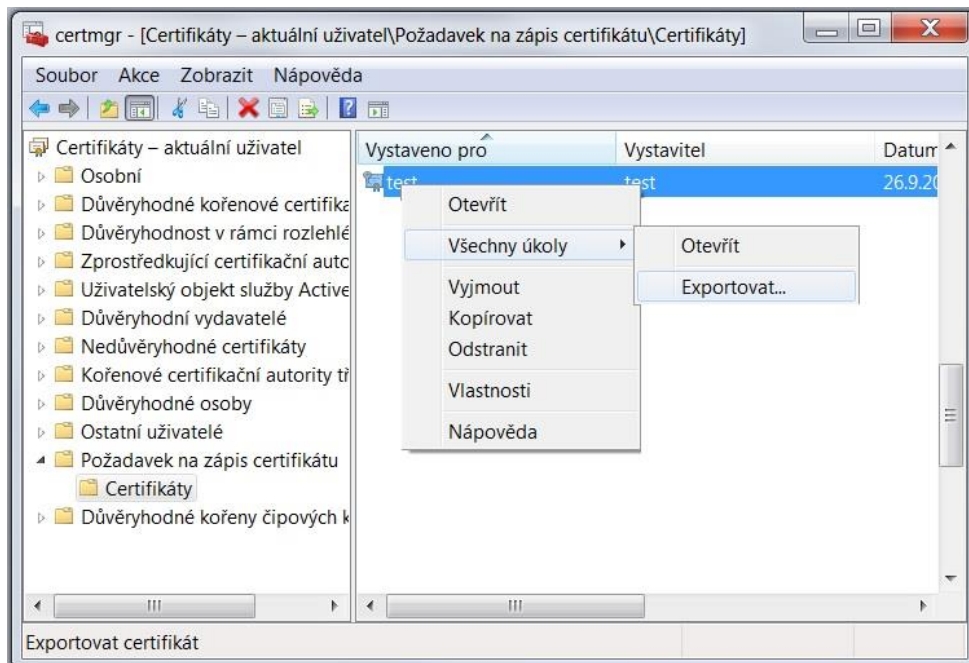 certmgr - [Certifikáty – aktuální uživatel\Požadavek na zápis certifikátu\Certifikáty]
Soubor Akce Zobrazit Nápověda
Certifikáty – aktuální uživatel
Osobní
Důvěryhodné kořenové certifika
Důvěryhodnost v rámci rozlehlé
Zprostředkující certifikační auto
Uživatelský objekt služby Active
Důvěryhodní vydavatelé
Nedůvěryhodné certifikáty
Kořenové certifikační autority tř
Důvěryhodné osoby
Ostatní uživatelé
Požadavek na zápis certifikátu
Certifikáty
Důvěryhodné kořeny čipových k
Vystaveno pro Vystavitel Datum
test test 26.9.20
Otevřít
Všechny úkoly
Vyjmout
Kopírovat
Odstranit
Vlastnosti
Nápověda
Otevřít
Exportovat...
Exportovat certifikát